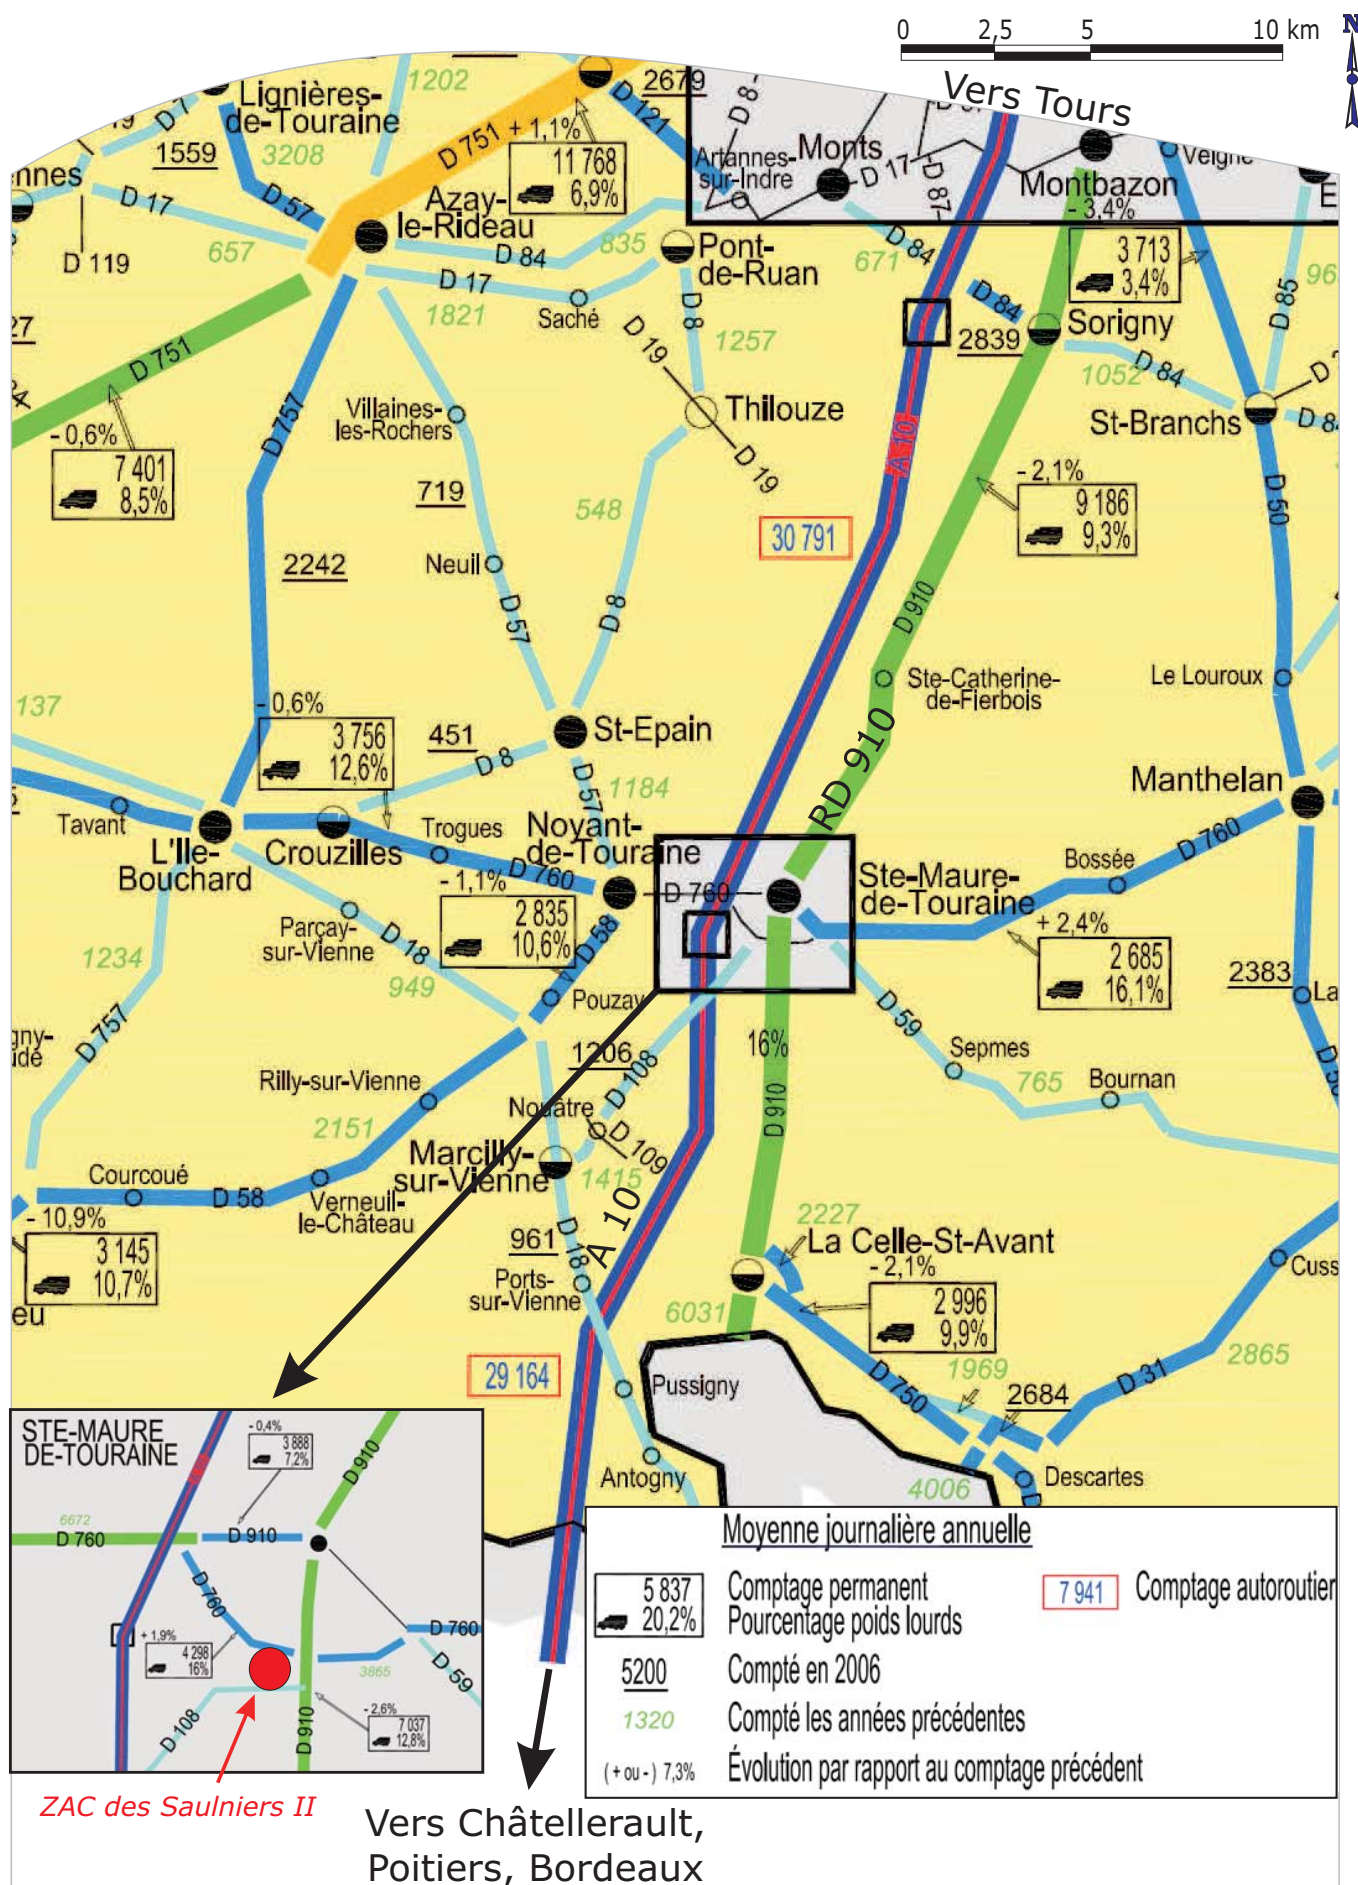 0 2,5 5 10 km
N
Vers Tours
1202
2679
D 7
Lignières-
de-Touraine
D 121
D 8
1559
3208
D 751
+ 1,1%
11 768
6,9%
Artannes-
sur-Indre
Monts
D 17
D 87
Montbazon
Veigné
- 3,4%
3 713
3,4%
D 17
D 57
Azay-
le-Rideau
657
D 119
D 84
835
Pont-
de-Ruan
671
D 84
D 85
D 17
1821
Saché
D 8
D 84
2839
Sorigny
D 751
D 19
1257
1052
D 84
Villaines-
les-Rochers
Thilouze
St-Branchs
D 757
A 10
D 19
- 0,6%
7 401
8,5%
719
548
- 2,1%
9 186
9,3%
D 50
30 791
2242
Neuil
D 57
D 8
D 910
137
Ste-Catherine-
de-Fierbois
Le Louroux
- 0,6%
3 756
12,6%
451
D 8
St-Epain
RD 910
1184
D 57
Manthelan
Tavant
L'Ile-
Bouchard
Crouzilles
Trogues
Noyant-
de-Touraine
D 760
D 760
Ste-Maure-
de-Touraine
Bossée
D 760
- 1,1%
2 835
10,6%
D 58
Parçay-
sur-Vienne
D 18
+ 2,4%
2 685
16,1%
1234
949
Pouzay
2383
D 59
D 757
16%
1206
D 108
Sepmes
765
Bournan
Rilly-sur-Vienne
2151
Nouâtre
D 109
D 910
Marcilly-
sur-Vienne
1415
Courcoué
D 58
Verneuil-
le-Château
- 10,9%
3 145
10,7%
961
D 18
A 10
2227
La Celle-St-Avant
- 2,1%
2 996
9,9%
Ports-
sur-Vienne
6031
29 164
1969
D 750
2684
D 31
2865
Pussigny
Antogny
Descartes
4006
STE-MAURE
DE-TOURAINE
- 0,4%
3 888
7,2%
D 910
6672
D 760
D 910
D 760
+ 1,9%
4 298
16%
3865
D 760
D 59
D 108
D 910
- 2,6%
7 037
12,8%
ZAC des Saulniers II
Moyenne journalière annuelle
5 837
20,2%
Comptage permanent
Pourcentage poids lourds
7 941
Comptage autoroutier
5200
Compté en 2006
1320
Compté les années précédentes
( + ou - ) 7,3%
Évolution par rapport au comptage précédent
Vers Châtellerault,
Poitiers, Bordeaux